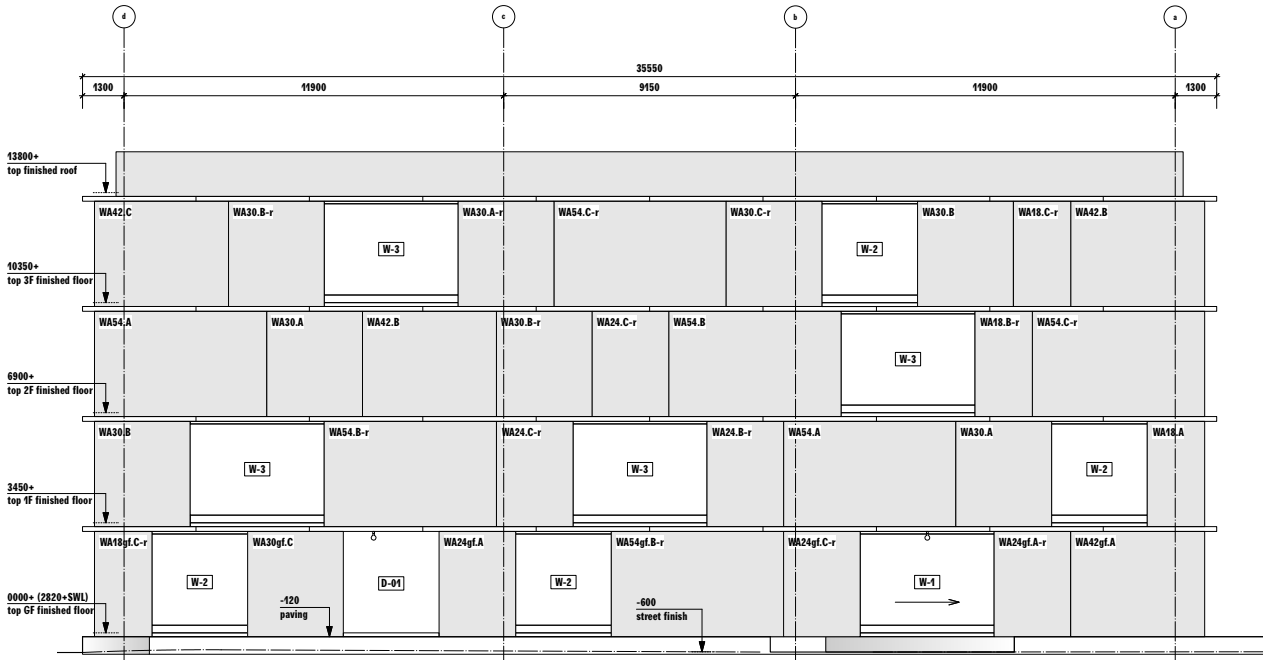 d c b a
35550
1300 11900 9150 11900 1300
13800+
top finished roof
WA42.C WA30.B-r WA30.A-r WA54.C-r WA30.C-r WA30.B WA18.C-r WA42.B
W-3 W-2
10350+
top 3F finished floor
WA54.A WA30.A WA42.B WA30.B-r WA24.C-r WA54.B WA18.B-r WA54.C-r
W-3
6900+
top 2F finished floor
WA30.B WA54.B-r WA24.C-r WA24.B-r WA54.A WA30.A WA18.A
W-3 W-3 W-2
3450+
top 1F finished floor
WA18gf.C-r WA30gf.C WA24gf.A WA54gf.B-r WA24gf.C-r WA24gf.A-r WA42gf.A
W-2 D-01 W-2 W-1
0000+ (2820+SWL)
top GF finished floor
-120
paving
-600
street finish